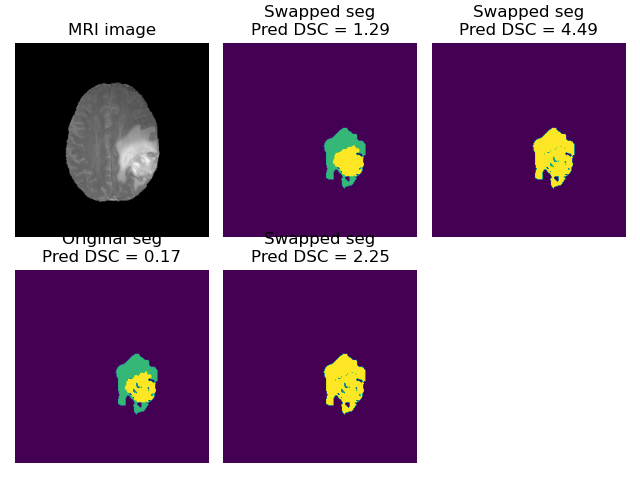 MRI image
Swapped seg
Pred DSC = 1.29
Swapped seg
Pred DSC = 4.49
Original seg
Pred DSC = 0.17
Swapped seg
Pred DSC = 2.25